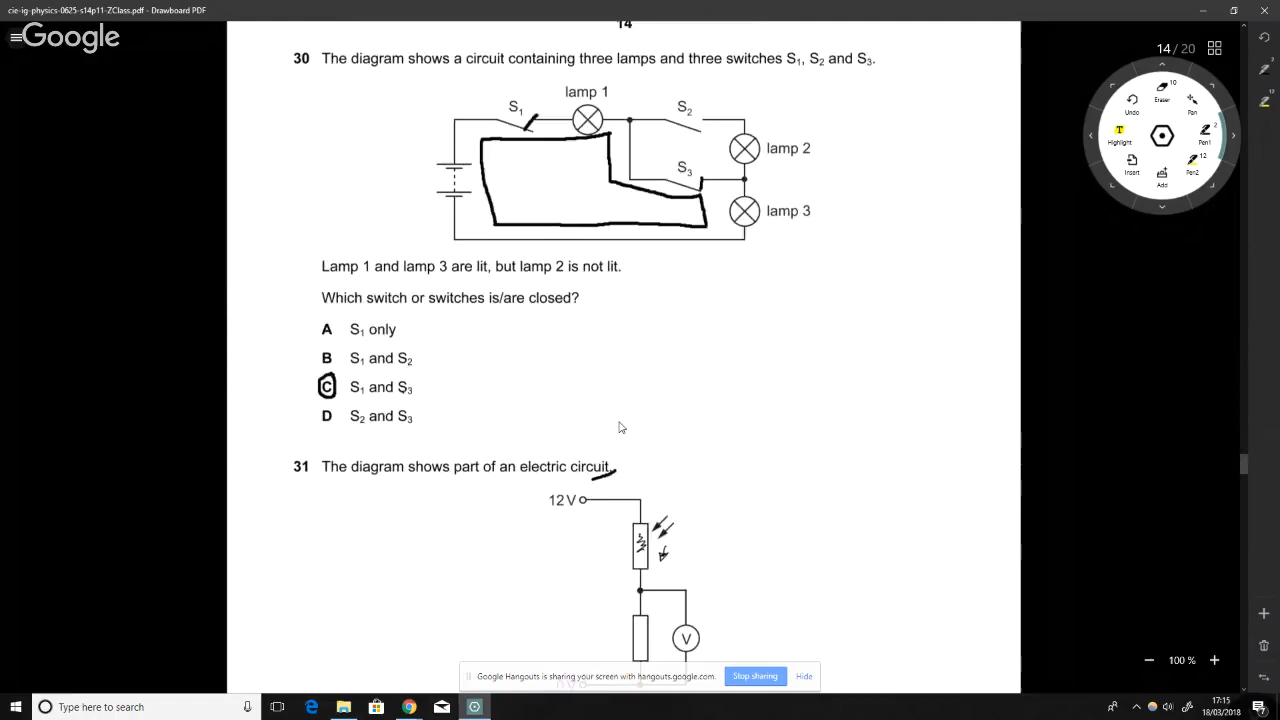 cie-ig-physics-0625-s14p11-ZClass.pdf - Drawboard PDF
Google
14
14 / 20
30 The diagram shows a circuit containing three lamps and three switches S1, S2 and S3.
lamp 1
S1
S2
lamp 2
S3
lamp 3
10
Undo
Eraser
Pan
T
Highlight
2
Pen1
Insert
Add
12
Pen2
Lamp 1 and lamp 3 are lit, but lamp 2 is not lit.
Which switch or switches is/are closed?
A S1 only
B S1 and S2
C S1 and S3
D S2 and S3
31 The diagram shows part of an electric circuit.
12 V
V
Google Hangouts is sharing your screen with hangouts.google.com.
Stop sharing
Hide
100 %
Type here to search
17:15
18/03/2018